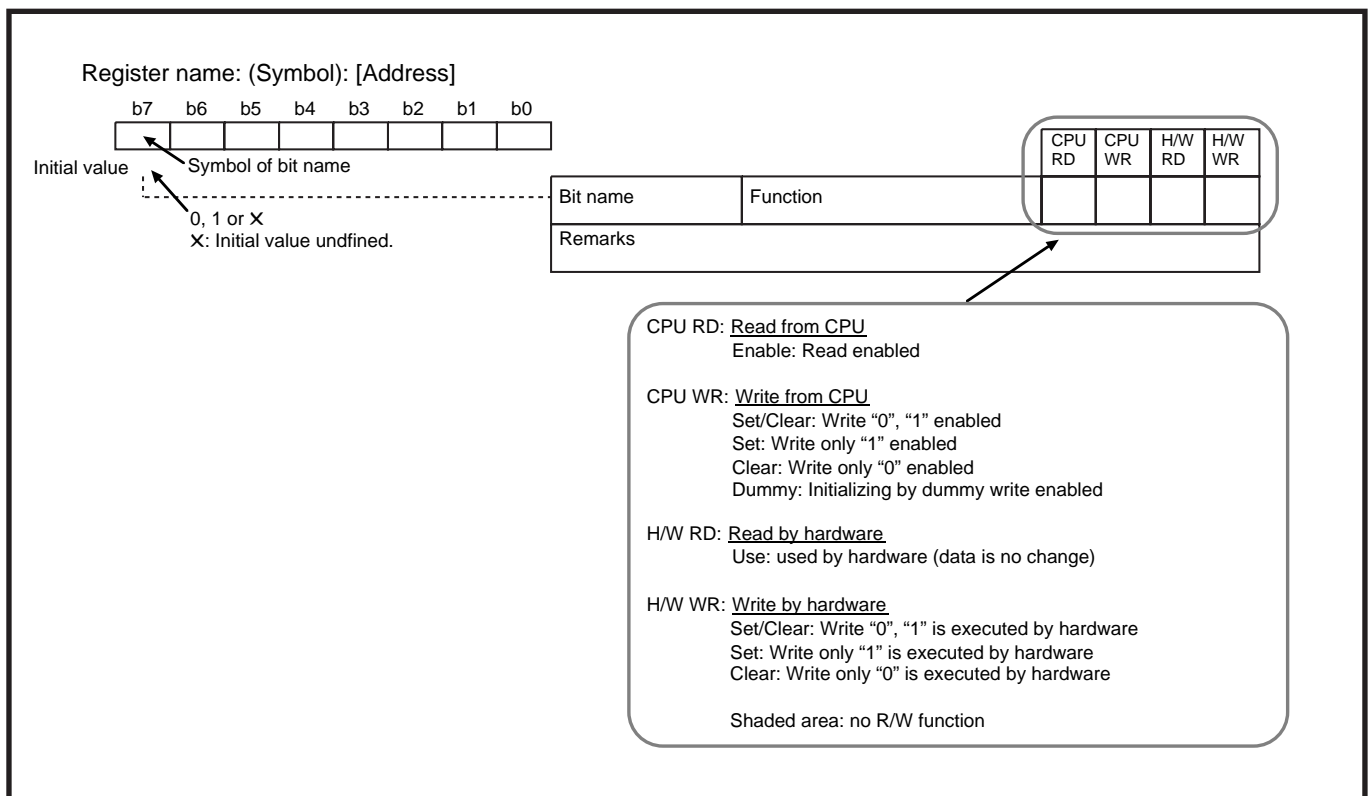 Register name: (Symbol): [Address]
b7 b6 b5 b4 b3 b2 b1 b0
Initial value
Symbol of bit name
0, 1 or ✕
✕: Initial value undfined.
CPU RD CPU WR H/W RD H/W WR
Bit name Function
Remarks
CPU RD: Read from CPU
Enable: Read enabled
CPU WR: Write from CPU
Set/Clear: Write “0”, “1” enabled
Set: Write only “1” enabled
Clear: Write only “0” enabled
Dummy: Initializing by dummy write enabled
H/W RD: Read by hardware
Use: used by hardware (data is no change)
H/W WR: Write by hardware
Set/Clear: Write “0”, “1” is executed by hardware
Set: Write only “1” is executed by hardware
Clear: Write only “0” is executed by hardware
Shaded area: no R/W function